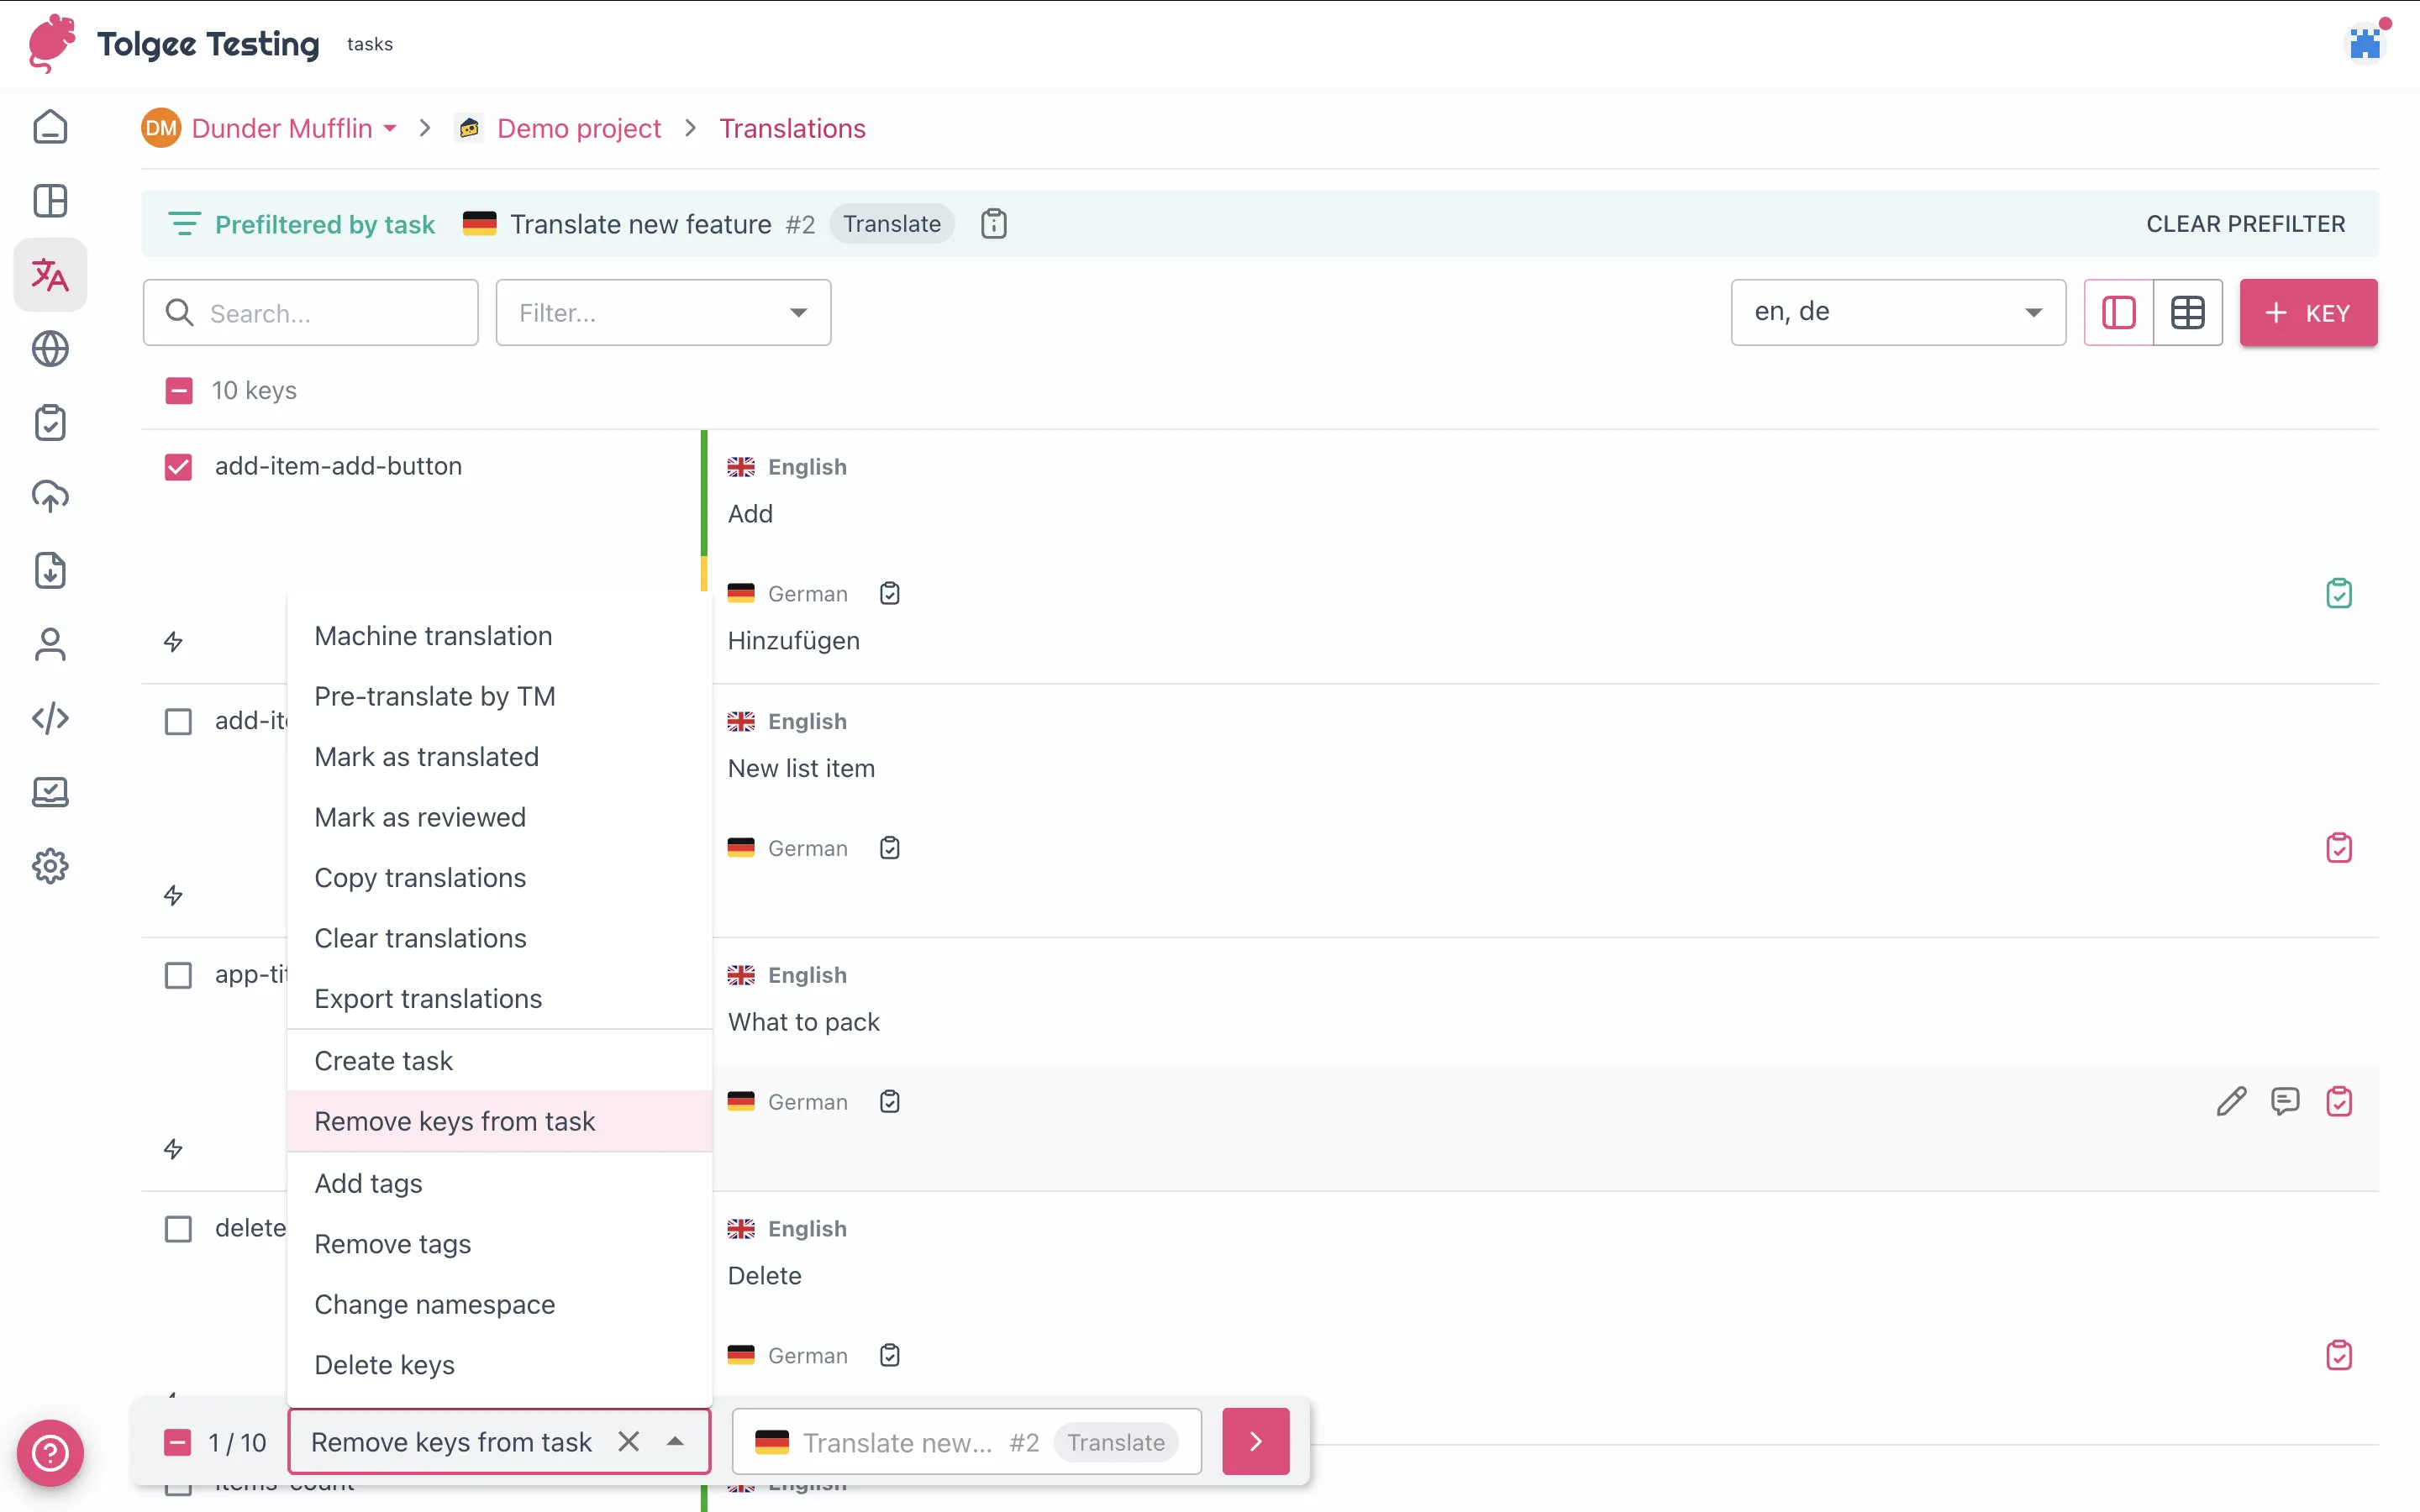 Tolgee Testing tasks
DM Dunder Mufflin Demo project Translations
Prefiltered by task Translate new feature #2 Translate CLEAR PREFILTER
Search... Filter... en, de KEY
10 keys
add-item-add-button
English
Add
German
Hinzufügen
Machine translation
Pre-translate by TM
Mark as translated
Mark as reviewed
Copy translations
Clear translations
Export translations
Create task
Remove keys from task
Add tags
Remove tags
Change namespace
Delete keys
add-it
English
New list item
German
app-tit
English
What to pack
German
delete
English
Delete
German
1 / 10 Remove keys from task Translate new... #2 Translate
items-count
English